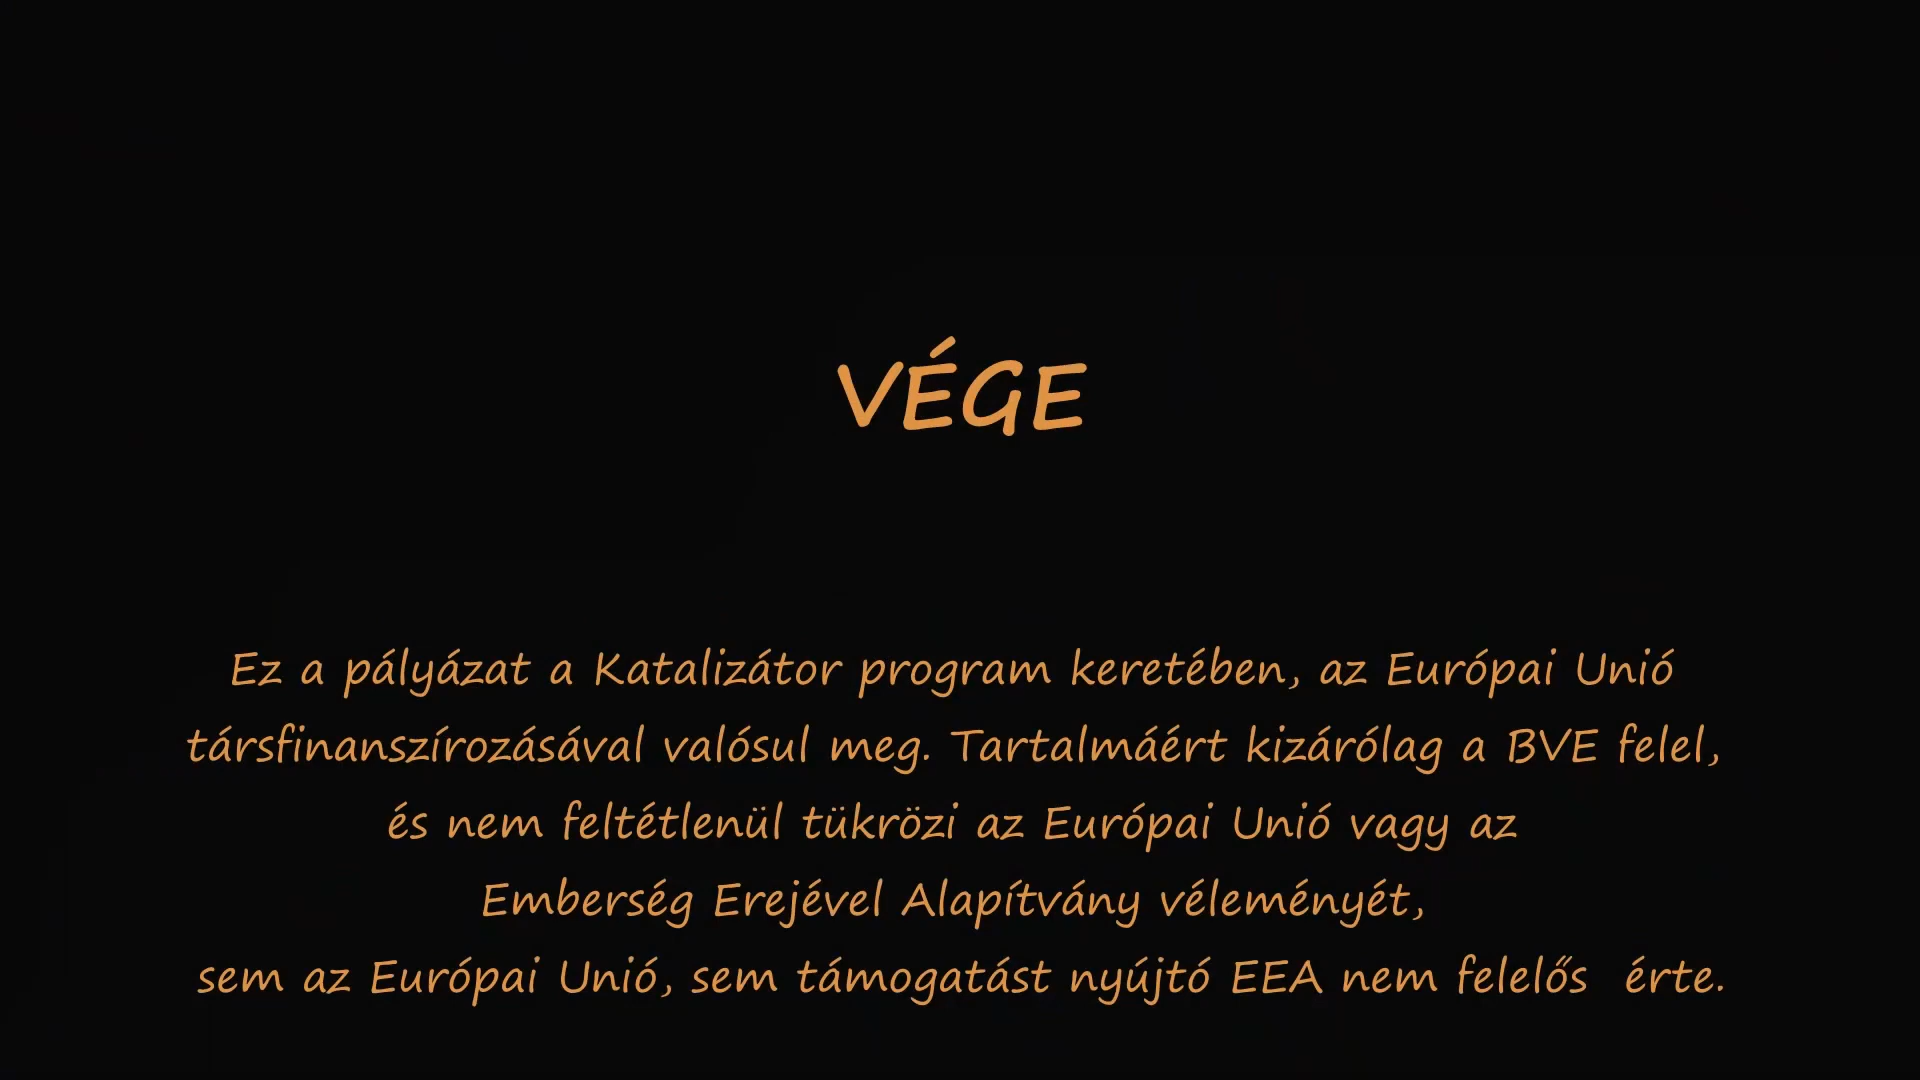 VÉGE
Ez a pályázat a Katalizátor program keretében, az Európai Unió
társfinanszírozásával valósul meg. Tartalmáért kizárólag a BVE felel,
és nem feltétlenül tükrözi az Európai Unió vagy az
Emberség Erejével Alapítvány véleményét,
sem az Európai Unió, sem támogatást nyújtó EEA nem felelős  érte.